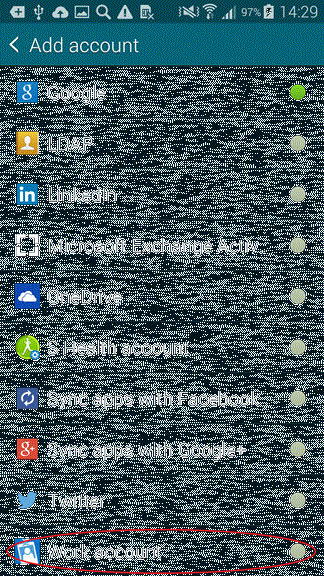 97% 14:29
Add account
Google
LDAP
LinkedIn
Microsoft Exchange Activ
OneDrive
S Health account
Sync apps with Facebook
Sync apps with Google+
Twitter
Work account